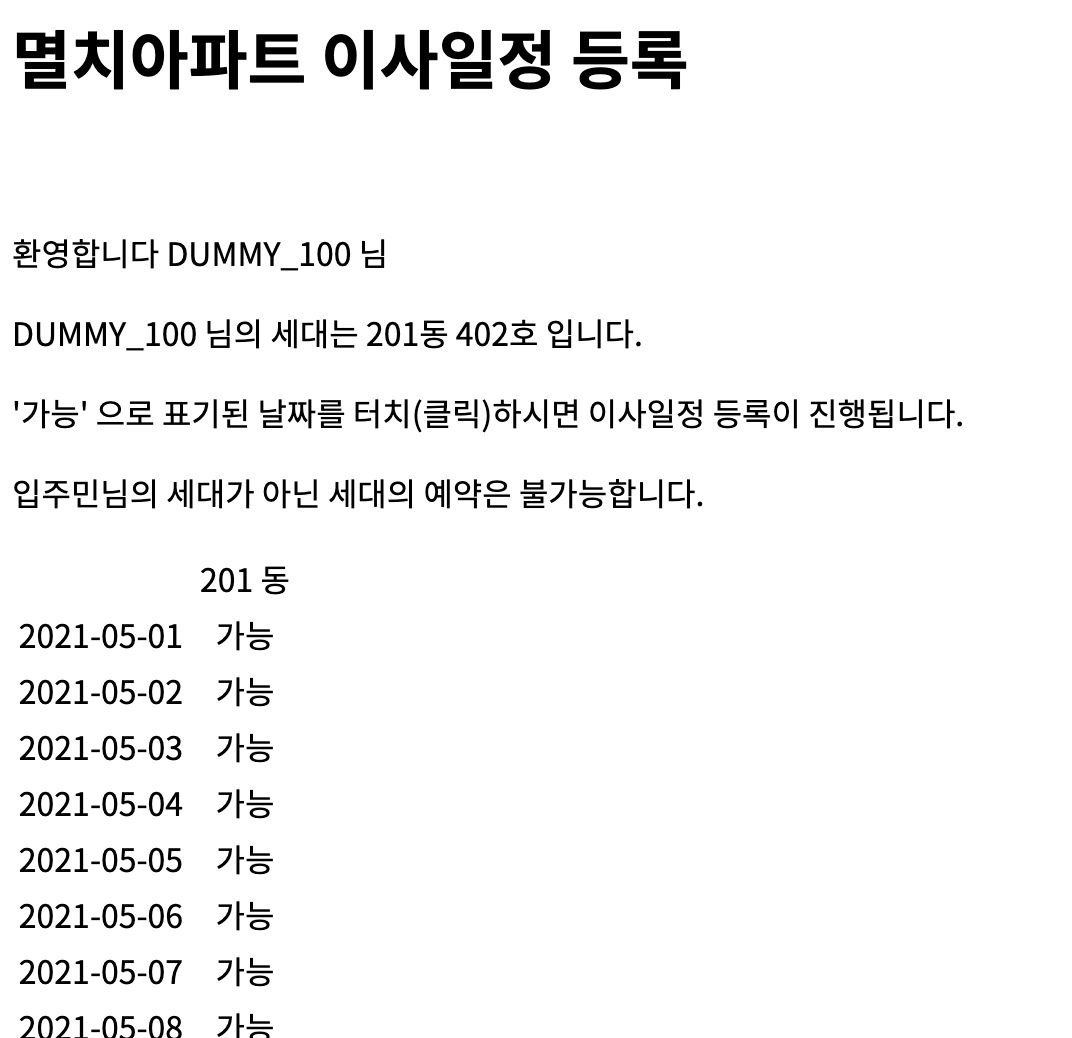 멸치아파트 이사일정 등록
환영합니다 DUMMY_100 님
DUMMY_100 님의 세대는 201동 402호 입니다.
'가능' 으로 표기된 날짜를 터치(클릭)하시면 이사일정 등록이 진행됩니다.
입주민님의 세대가 아닌 세대의 예약은 불가능합니다.
201 동
2021-05-01 가능
2021-05-02 가능
2021-05-03 가능
2021-05-04 가능
2021-05-05 가능
2021-05-06 가능
2021-05-07 가능
2021-05-08 가능